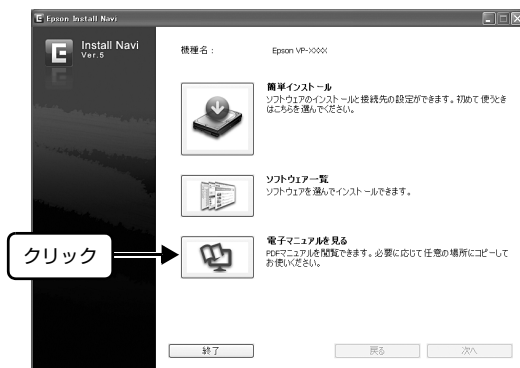 Epson Install Navi
Install Navi
Ver.5
機種名：
Epson VP-XXXX
簡単インストール
ソフトウェアのインストールと接続先の設定ができます。初めて使うとき
はこちらを選んでください。
ソフトウェア一覧
ソフトウェアを選んでインストールできます。
クリック
電子マニュアルを見る
PDFマニュアルを閲覧できます。必要に応じて任意の場所にコピーして
お使いください。
終了
戻る
次へ